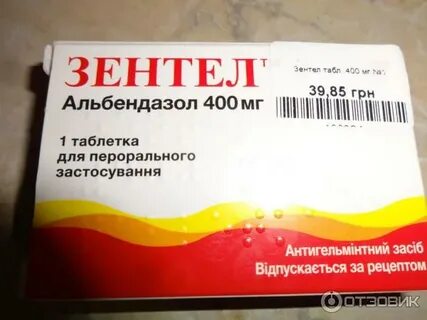 ЗЕНТЕЛ
Альбендазол 400 мг
Зентел табл. 400 мг №1
39,85 грн
1 таблетка
для перорального
застосування
Антигельмінтний засіб
Відпускається за рецептом
ОТЗОВИК